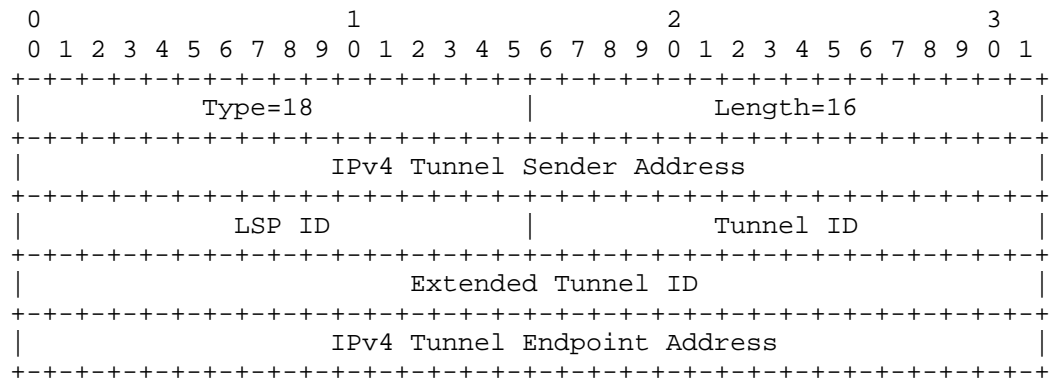 0                   1                   2                   3
 0 1 2 3 4 5 6 7 8 9 0 1 2 3 4 5 6 7 8 9 0 1 2 3 4 5 6 7 8 9 0 1
+-+-+-+-+-+-+-+-+-+-+-+-+-+-+-+-+-+-+-+-+-+-+-+-+-+-+-+-+-+-+-+-+
|           Type=18             |           Length=16           |
+-+-+-+-+-+-+-+-+-+-+-+-+-+-+-+-+-+-+-+-+-+-+-+-+-+-+-+-+-+-+-+-+
|                   IPv4 Tunnel Sender Address                  |
+-+-+-+-+-+-+-+-+-+-+-+-+-+-+-+-+-+-+-+-+-+-+-+-+-+-+-+-+-+-+-+-+
|             LSP ID            |           Tunnel ID           |
+-+-+-+-+-+-+-+-+-+-+-+-+-+-+-+-+-+-+-+-+-+-+-+-+-+-+-+-+-+-+-+-+
|                        Extended Tunnel ID                     |
+-+-+-+-+-+-+-+-+-+-+-+-+-+-+-+-+-+-+-+-+-+-+-+-+-+-+-+-+-+-+-+-+
|                   IPv4 Tunnel Endpoint Address                |
+-+-+-+-+-+-+-+-+-+-+-+-+-+-+-+-+-+-+-+-+-+-+-+-+-+-+-+-+-+-+-+-+